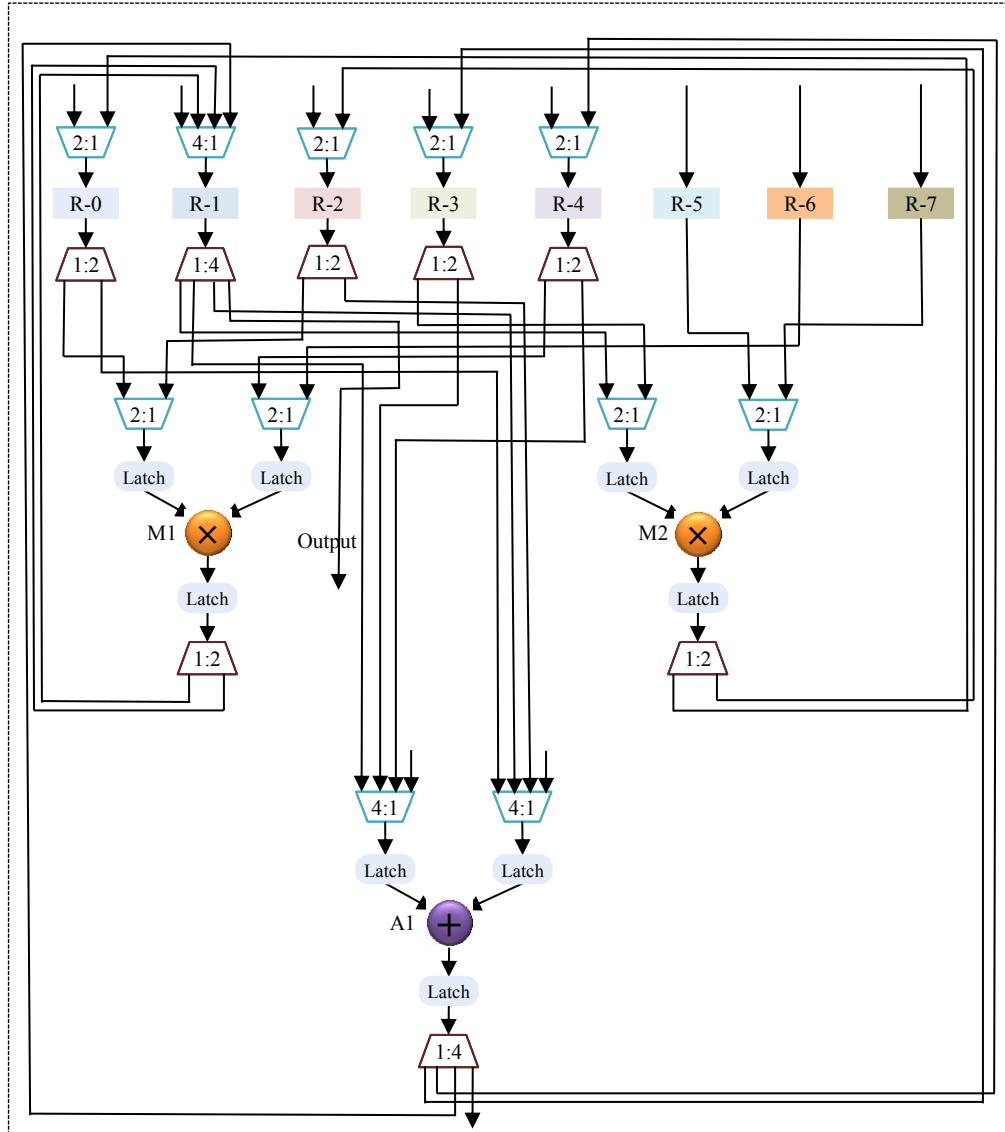 2:1
4:1
2:1
2:1
2:1
R-0
R-1
R-2
R-3
R-4
R-5
R-6
R-7
1:2
1:4
1:2
1:2
1:2
2:1
2:1
2:1
2:1
Latch
Latch
Latch
Latch
M1
×
Output
M2
×
Latch
Latch
1:2
1:2
4:1
4:1
Latch
Latch
A1
+
Latch
1:4